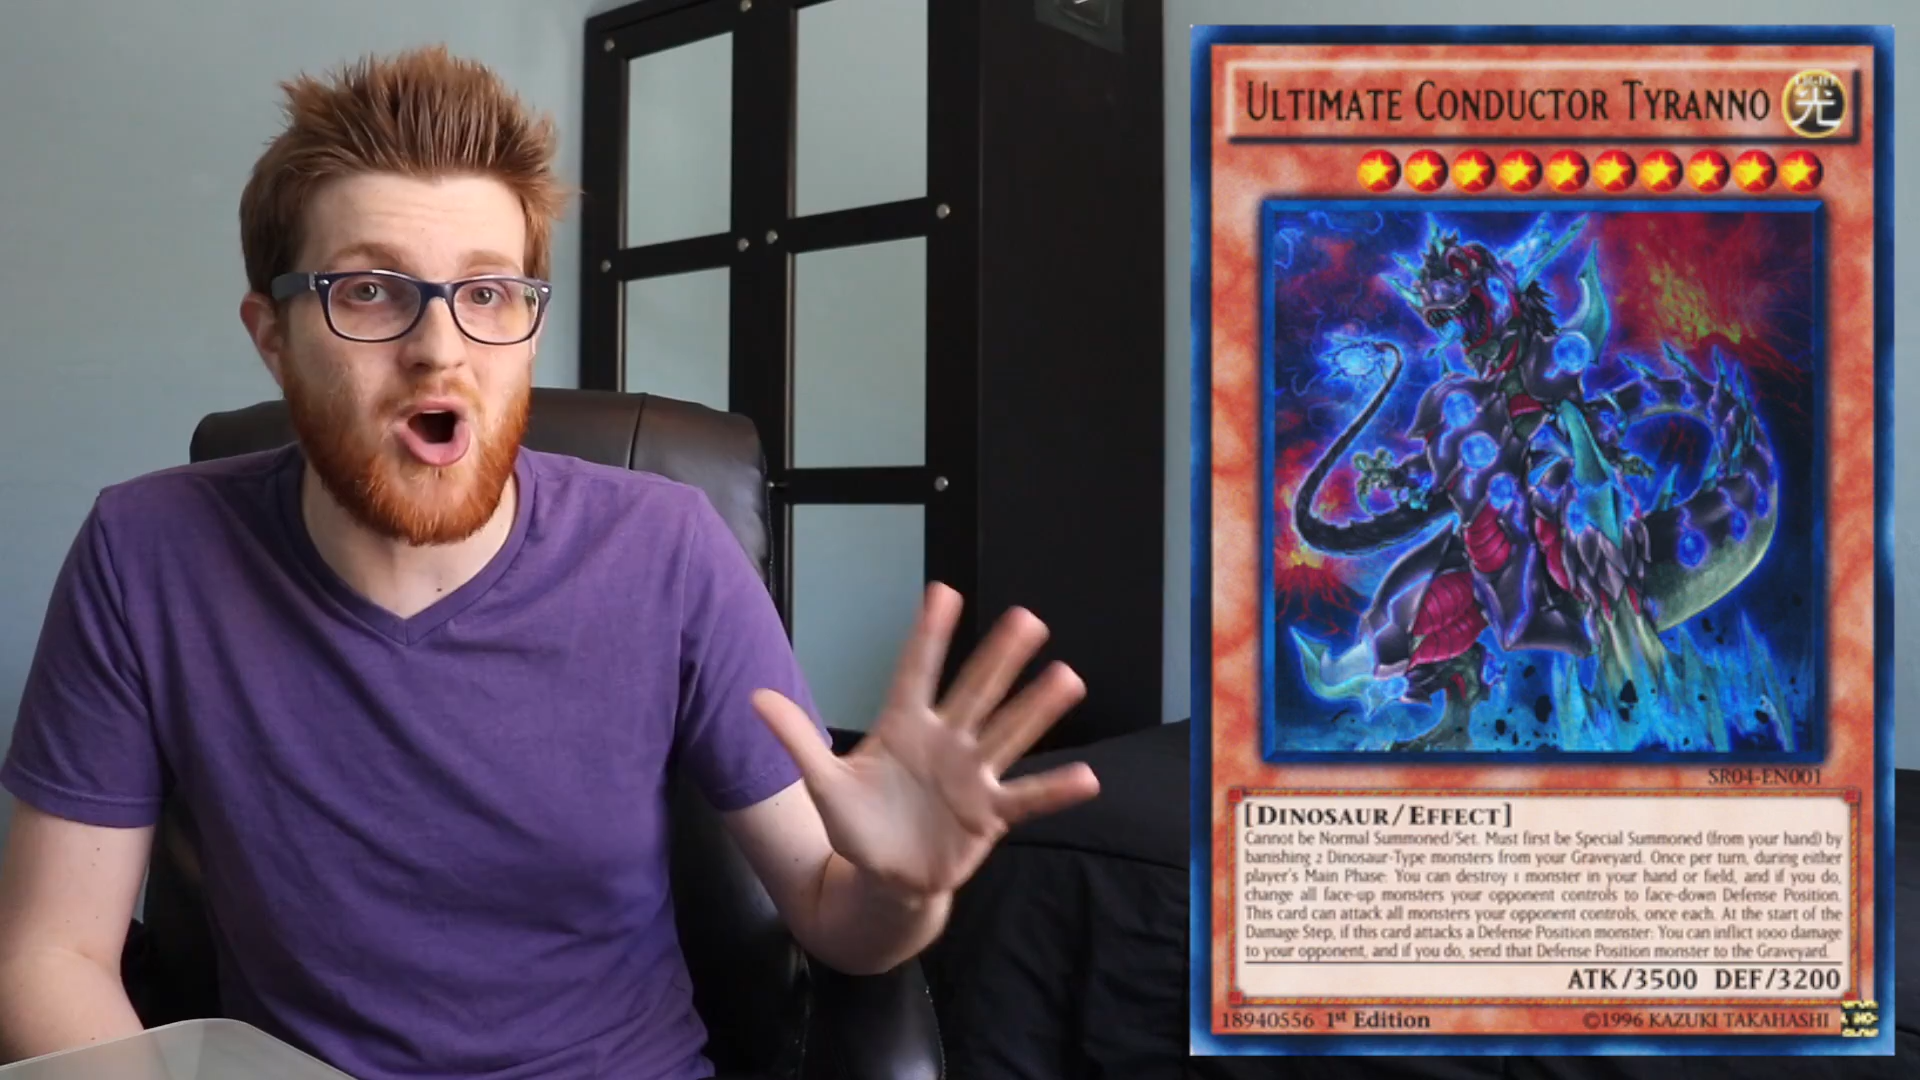 ULTIMATE CONDUCTOR TYRANNO
LIGHT
光
SR04-EN001
[DINOSAUR/EFFECT]
Cannot be Normal Summoned/Set. Must first be Special Summoned (from your hand) by
banishing 2 Dinosaur-Type monsters from your Graveyard. Once per turn, during either
player's Main Phase: You can destroy 1 monster in your hand or field, and if you do,
change all face-up monsters your opponent controls to face-down Defense Position.
This card can attack all monsters your opponent controls, once each. At the start of the
Damage Step, if this card attacks a Defense Position monster: You can inflict 1000 damage
to your opponent, and if you do, send that Defense Position monster to the Graveyard.
ATK/3500 DEF/3200
18940556 1st Edition ©1996 KAZUKI TAKAHASHI